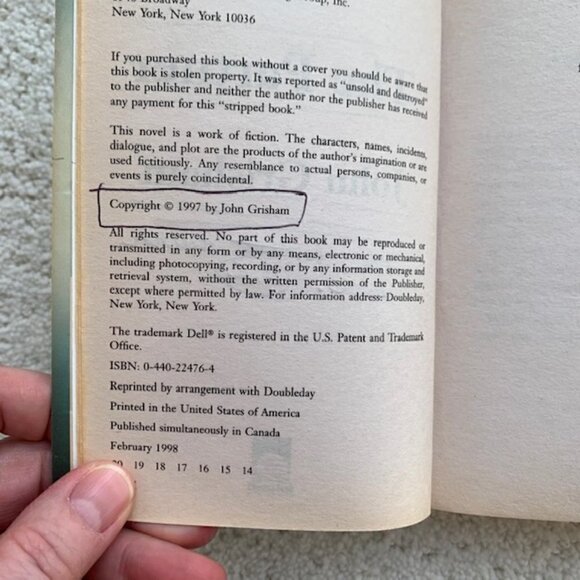 New York, New York 10036
If you purchased this book without a cover you should be aware that
this book is stolen property. It was reported as “unsold and destroyed”
to the publisher and neither the author nor the publisher has received
any payment for this “stripped book.”
This novel is a work of fiction. The characters, names, incidents,
dialogue, and plot are the products of the author’s imagination or are
used fictitiously. Any resemblance to actual persons, companies, or
events is purely coincidental.
Copyright © 1997 by John Grisham
All rights reserved. No part of this book may be reproduced or
transmitted in any form or by any means, electronic or mechanical,
including photocopying, recording, or by any information storage and
retrieval system, without the written permission of the Publisher,
except where permitted by law. For information address: Doubleday,
New York, New York.
The trademark Dell® is registered in the U.S. Patent and Trademark
Office.
ISBN: 0-440-22476-4
Reprinted by arrangement with Doubleday
Printed in the United States of America
Published simultaneously in Canada
February 1998
20 19 18 17 16 15 14